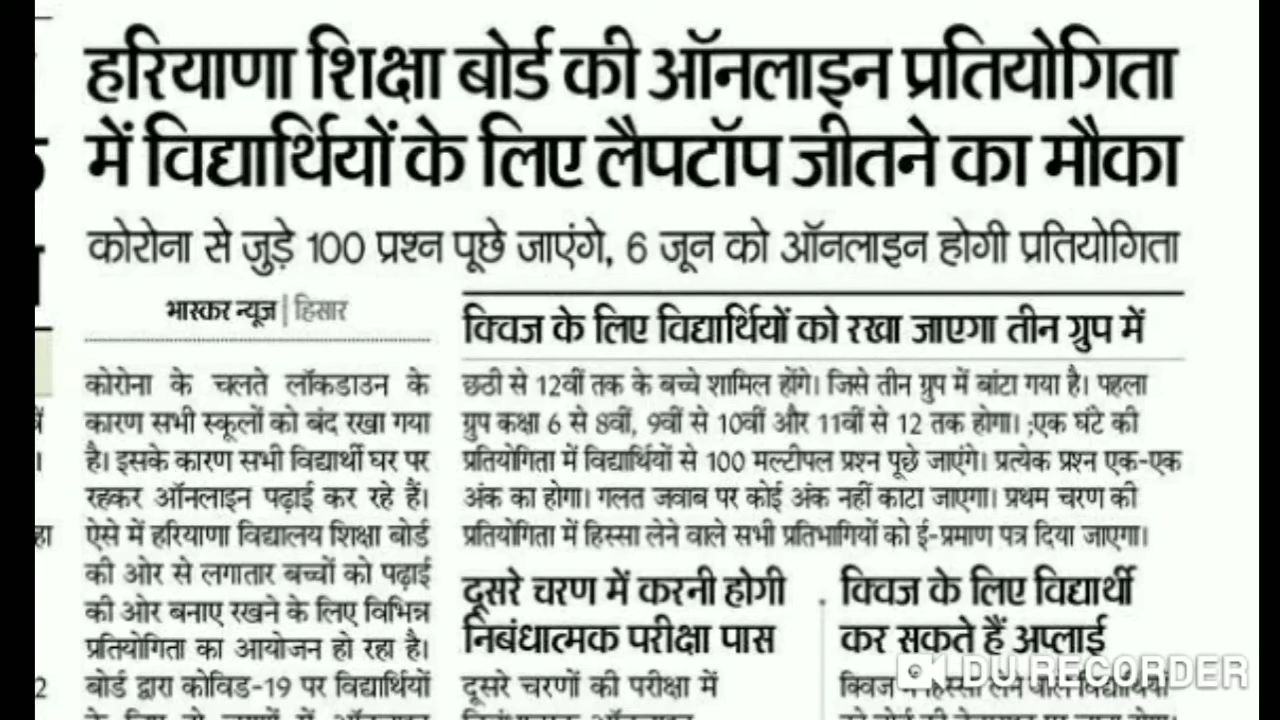 हरियाणा शिक्षा बोर्ड की ऑनलाइन प्रतियोगिता
में विद्यार्थियों के लिए लैपटॉप जीतने का मौका
कोरोना से जुड़े 100 प्रश्न पूछे जाएंगे, 6 जून को ऑनलाइन होगी प्रतियोगिता
भास्कर न्यूज | हिसार
कोरोना के चलते लॉकडाउन के
कारण सभी स्कूलों को बंद रखा गया
है। इसके कारण सभी विद्यार्थी घर पर
रहकर ऑनलाइन पढ़ाई कर रहे हैं।
ऐसे में हरियाणा विद्यालय शिक्षा बोर्ड
की ओर से लगातार बच्चों को पढ़ाई
की ओर बनाए रखने के लिए विभिन्न
प्रतियोगिता का आयोजन हो रहा है।
बोर्ड द्वारा कोविड-19 पर विद्यार्थियों
क्विज के लिए विद्यार्थियों को रखा जाएगा तीन ग्रुप में
छठी से 12वीं तक के बच्चे शामिल होंगे। जिसे तीन ग्रुप में बांटा गया है। पहला
ग्रुप कक्षा 6 से 8वीं, 9वीं से 10वीं और 11वीं से 12 तक होगा। ;एक घंटे की
प्रतियोगिता में विद्यार्थियों से 100 मल्टीपल प्रश्न पूछे जाएंगे। प्रत्येक प्रश्न एक-एक
अंक का होगा। गलत जवाब पर कोई अंक नहीं काटा जाएगा। प्रथम चरण की
प्रतियोगिता में हिस्सा लेने वाले सभी प्रतिभागियों को ई-प्रमाण पत्र दिया जाएगा।
दूसरे चरण में करनी होगी
निबंधात्मक परीक्षा पास
दूसरे चरणों की परीक्षा में
क्विज के लिए विद्यार्थी
कर सकते हैं अप्लाई
क्विज में हिस्सा लेने वाले विद्यार्थियों
DU RECORDER